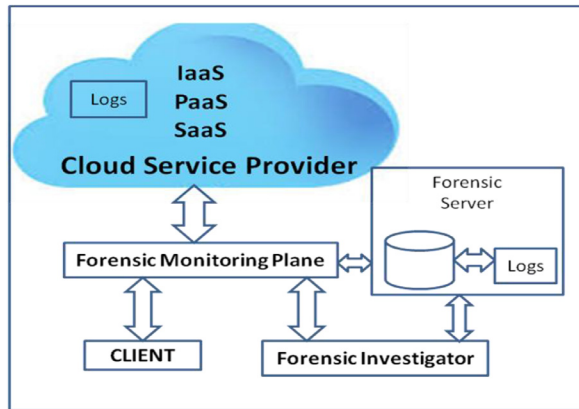 IaaS
Logs
PaaS
SaaS
Cloud Service Provider
Forensic
Server
Forensic Monitoring Plane
Logs
CLIENT
Forensic Investigator